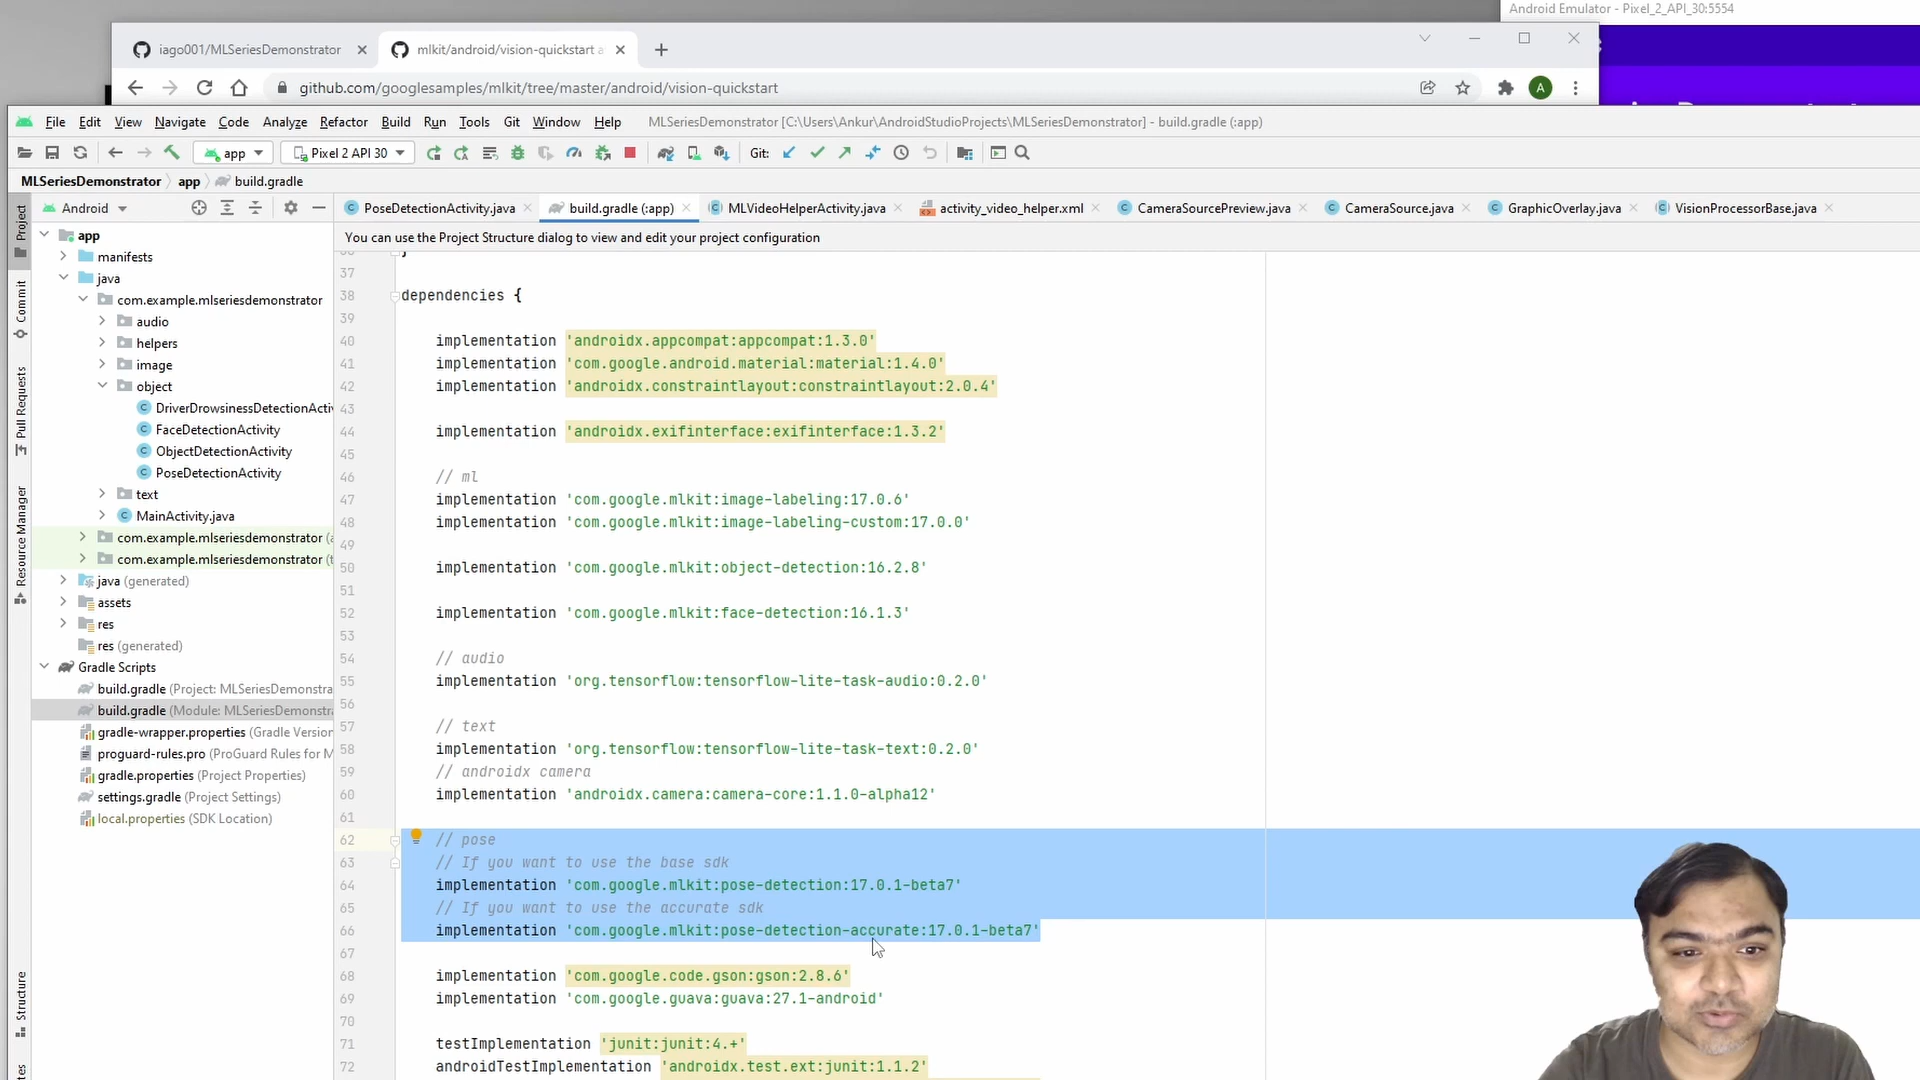 Android Emulator - Pixel_2_API_30:5554
iago001/MLSeriesDemonstrator
mlkit/android/vision-quickstart a
github.com/googlesamples/mlkit/tree/master/android/vision-quickstart
A
File Edit View Navigate Code Analyze Refactor Build Run Tools Git Window Help MLSeriesDemonstrator [C:\Users\Ankur\AndroidStudioProjects\MLSeriesDemonstrator] - build.gradle (:app)
app Pixel 2 API 30 Git:
MLSeriesDemonstrator app build.gradle
Android
PoseDetectionActivity.java build.gradle (:app) MLVideoHelperActivity.java activity_video_helper.xml CameraSourcePreview.java CameraSource.java GraphicOverlay.java VisionProcessorBase.java
You can use the Project Structure dialog to view and edit your project configuration
Project
Commit
Pull Requests
Resource Manager
Structure
app
manifests
java
com.example.mlseriesdemonstrator
audio
helpers
image
object
DriverDrowsinessDetectionActiv
FaceDetectionActivity
ObjectDetectionActivity
PoseDetectionActivity
text
MainActivity.java
com.example.mlseriesdemonstrator (a
com.example.mlseriesdemonstrator (t
java (generated)
assets
res
res (generated)
Gradle Scripts
build.gradle (Project: MLSeriesDemonstra
build.gradle (Module: MLSeriesDemonstra
gradle-wrapper.properties (Gradle Version
proguard-rules.pro (ProGuard Rules for M
gradle.properties (Project Properties)
settings.gradle (Project Settings)
local.properties (SDK Location)
37
38 dependencies {
39
40 implementation 'androidx.appcompat:appcompat:1.3.0'
41 implementation 'com.google.android.material:material:1.4.0'
42 implementation 'androidx.constraintlayout:constraintlayout:2.0.4'
43
44 implementation 'androidx.exifinterface:exifinterface:1.3.2'
45
46 // ml
47 implementation 'com.google.mlkit:image-labeling:17.0.6'
48 implementation 'com.google.mlkit:image-labeling-custom:17.0.0'
49
50 implementation 'com.google.mlkit:object-detection:16.2.8'
51
52 implementation 'com.google.mlkit:face-detection:16.1.3'
53
54 // audio
55 implementation 'org.tensorflow:tensorflow-lite-task-audio:0.2.0'
56
57 // text
58 implementation 'org.tensorflow:tensorflow-lite-task-text:0.2.0'
59 // androidx camera
60 implementation 'androidx.camera:camera-core:1.1.0-alpha12'
61
62 // pose
63 // If you want to use the base sdk
64 implementation 'com.google.mlkit:pose-detection:17.0.1-beta7'
65 // If you want to use the accurate sdk
66 implementation 'com.google.mlkit:pose-detection-accurate:17.0.1-beta7'
67
68 implementation 'com.google.code.gson:gson:2.8.6'
69 implementation 'com.google.guava:guava:27.1-android'
70
71 testImplementation 'junit:junit:4.+'
72 androidTestImplementation 'androidx.test.ext:junit:1.1.2'